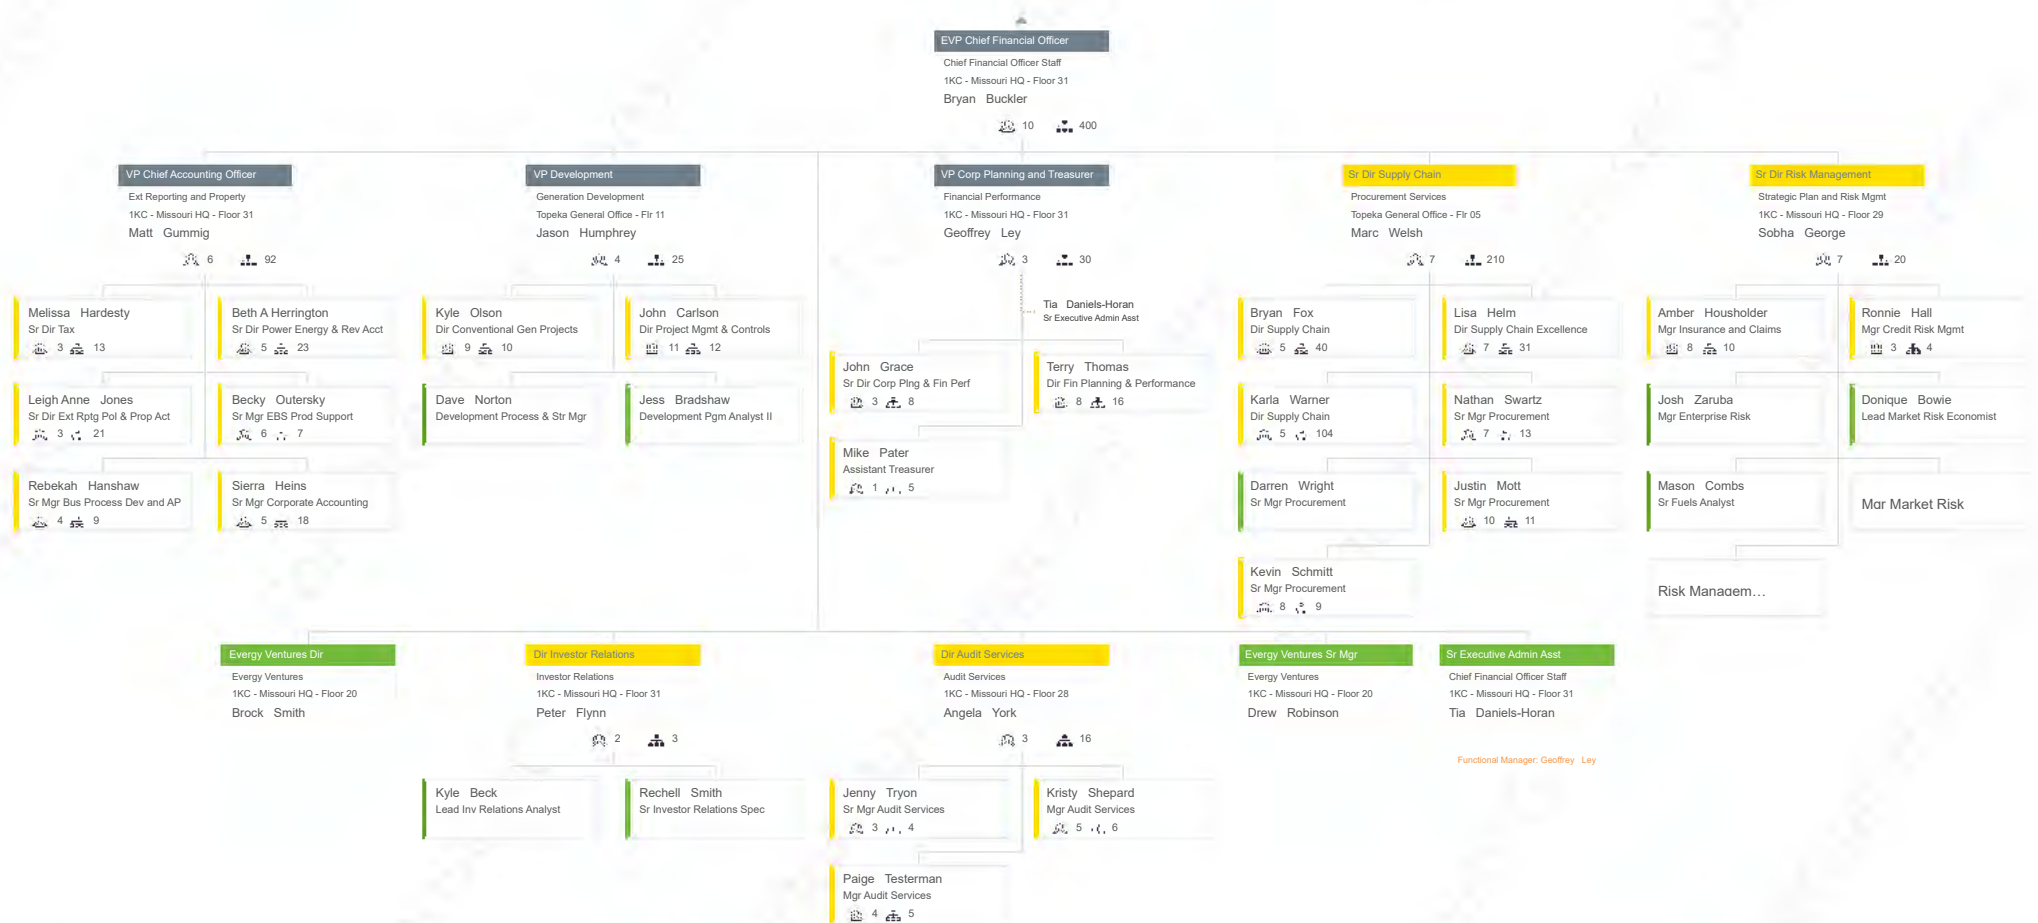 EVP Chief Financial Officer
Chief Financial Officer Staff
1KC - Missouri HQ - Floor 31
Bryan Buckler
10 400
VP Chief Accounting Officer
Ext Reporting and Property
1KC - Missouri HQ - Floor 31
Matt Gummig
6 92
Melissa Hardesty
Sr Dir Tax
3 13
Beth A Herrington
Sr Dir Power Energy & Rev Acct
5 23
Leigh Anne Jones
Sr Dir Ext Rptg Pol & Prop Act
3 21
Becky Outersky
Sr Mgr EBS Prod Support
6 7
Rebekah Hanshaw
Sr Mgr Bus Process Dev and AP
4 9
Sierra Heins
Sr Mgr Corporate Accounting
5 18
VP Development
Generation Development
Topeka General Office - Flr 11
Jason Humphrey
4 25
Kyle Olson
Dir Conventional Gen Projects
9 10
John Carlson
Dir Project Mgmt & Controls
11 12
Dave Norton
Development Process & Str Mgr
Jess Bradshaw
Development Pgm Analyst II
VP Corp Planning and Treasurer
Financial Performance
1KC - Missouri HQ - Floor 31
Geoffrey Ley
3 30
Tia Daniels-Horan
Sr Executive Admin Asst
John Grace
Sr Dir Corp Plng & Fin Perf
3 8
Terry Thomas
Dir Fin Planning & Performance
8 16
Mike Pater
Assistant Treasurer
1 5
Sr Dir Supply Chain
Procurement Services
Topeka General Office - Flr 05
Marc Welsh
7 210
Bryan Fox
Dir Supply Chain
5 40
Lisa Helm
Dir Supply Chain Excellence
7 31
Karla Warner
Dir Supply Chain
5 104
Nathan Swartz
Sr Mgr Procurement
7 13
Darren Wright
Sr Mgr Procurement
Justin Mott
Sr Mgr Procurement
10 11
Kevin Schmitt
Sr Mgr Procurement
8 9
Sr Dir Risk Management
Strategic Plan and Risk Mgmt
1KC - Missouri HQ - Floor 29
Sobha George
7 20
Amber Housholder
Mgr Insurance and Claims
8 10
Ronnie Hall
Mgr Credit Risk Mgmt
3 4
Josh Zaruba
Mgr Enterprise Risk
Donique Bowie
Lead Market Risk Economist
Mason Combs
Sr Fuels Analyst
Mgr Market Risk
Risk Managem…
Evergy Ventures Dir
Evergy Ventures
1KC - Missouri HQ - Floor 20
Brock Smith
Dir Investor Relations
Investor Relations
1KC - Missouri HQ - Floor 31
Peter Flynn
2 3
Kyle Beck
Lead Inv Relations Analyst
Rechell Smith
Sr Investor Relations Spec
Dir Audit Services
Audit Services
1KC - Missouri HQ - Floor 28
Angela York
3 16
Jenny Tryon
Sr Mgr Audit Services
3 4
Kristy Shepard
Mgr Audit Services
5 6
Paige Testerman
Mgr Audit Services
4 5
Evergy Ventures Sr Mgr
Evergy Ventures
1KC - Missouri HQ - Floor 20
Drew Robinson
Sr Executive Admin Asst
Chief Financial Officer Staff
1KC - Missouri HQ - Floor 31
Tia Daniels-Horan
Functional Manager: Geoffrey Ley